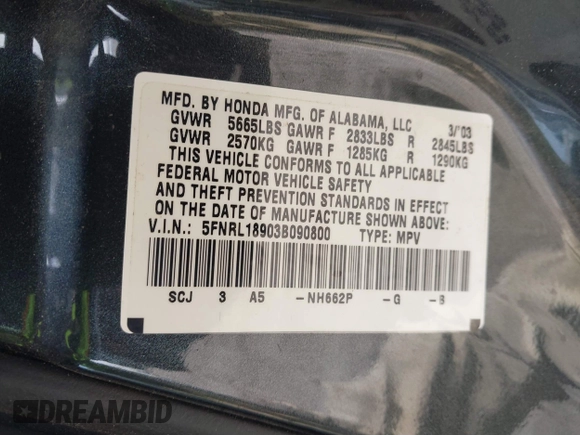 MFD. BY HONDA MFG. OF ALABAMA, LLC 3/'03
GVWR 5665LBS GAWR F 2833LBS R 2845LBS
GVWR 2570KG GAWR F 1285KG R 1290KG
THIS VEHICLE CONFORMS TO ALL APPLICABLE
FEDERAL MOTOR VEHICLE SAFETY
AND THEFT PREVENTION STANDARDS IN EFFECT
ON THE DATE OF MANUFACTURE SHOWN ABOVE.
V.I.N.: 5FNRL18903B090800 TYPE: MPV
SCJ 3 A5 -NH662P -G -B
DREAMBID